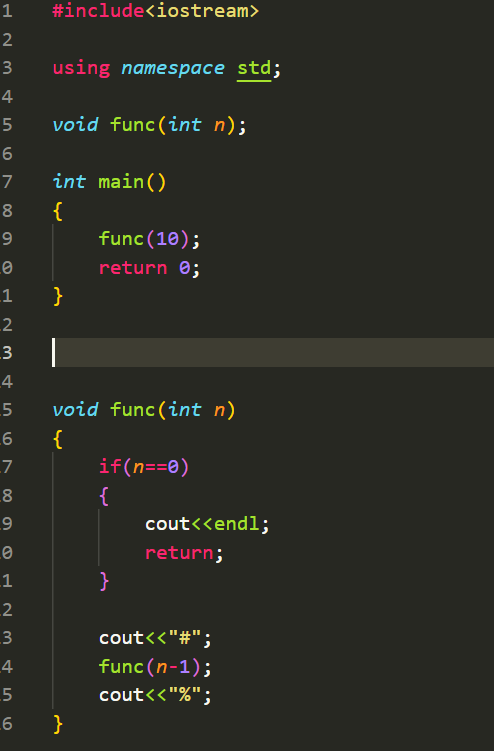 1 #include<iostream>
2
3 using namespace std;
4
5 void func(int n);
6
7 int main()
8 {
9 func(10);
0 return 0;
1 }
2
3
4
5 void func(int n)
6 {
7 if(n==0)
8 {
9 cout<<endl;
0 return;
1 }
2
3 cout<<"#";
4 func(n-1);
5 cout<<"%";
6 }